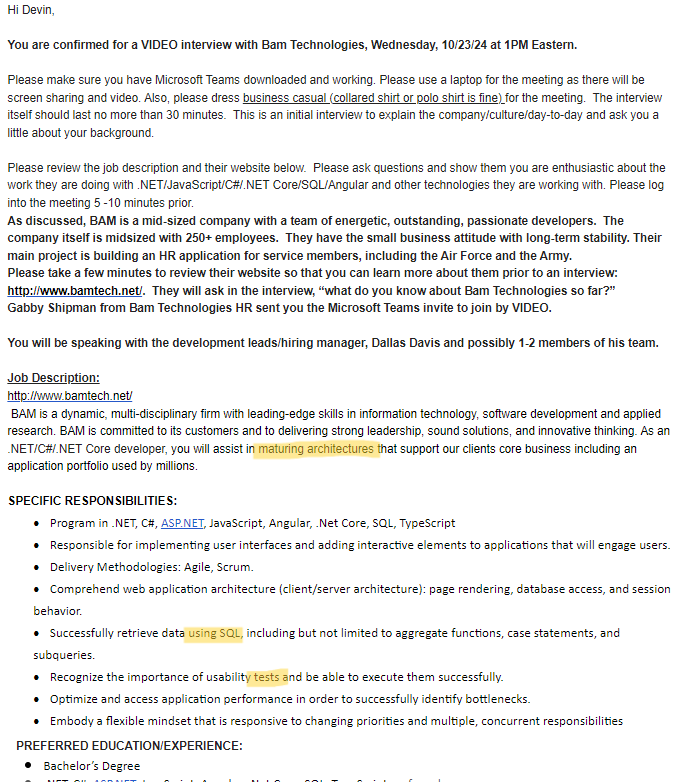 Hi Devin,
You are confirmed for a VIDEO interview with Bam Technologies, Wednesday, 10/23/24 at 1PM Eastern.
Please make sure you have Microsoft Teams downloaded and working. Please use a laptop for the meeting as there will be
screen sharing and video. Also, please dress business casual (collared shirt or polo shirt is fine) for the meeting.  The interview
itself should last no more than 30 minutes.  This is an initial interview to explain the company/culture/day-to-day and ask you a
little about your background.
Please review the job description and their website below.  Please ask questions and show them you are enthusiastic about the
work they are doing with .NET/JavaScript/C#/.NET Core/SQL/Angular and other technologies they are working with. Please log
into the meeting 5 -10 minutes prior.
As discussed, BAM is a mid-sized company with a team of energetic, outstanding, passionate developers.  The
company itself is midsized with 250+ employees.  They have the small business attitude with long-term stability. Their
main project is building an HR application for service members, including the Air Force and the Army.
Please take a few minutes to review their website so that you can learn more about them prior to an interview:
http://www.bamtech.net/.  They will ask in the interview, “what do you know about Bam Technologies so far?”
Gabby Shipman from Bam Technologies HR sent you the Microsoft Teams invite to join by VIDEO.
You will be speaking with the development leads/hiring manager, Dallas Davis and possibly 1-2 members of his team.
Job Description:
http://www.bamtech.net/
BAM is a dynamic, multi-disciplinary firm with leading-edge skills in information technology, software development and applied
research. BAM is committed to its customers and to delivering strong leadership, sound solutions, and innovative thinking. As an
.NET/C#/.NET Core developer, you will assist in maturing architectures that support our clients core business including an
application portfolio used by millions.
SPECIFIC RESPONSIBILITIES:
• Program in .NET, C#, ASP.NET, JavaScript, Angular, .Net Core, SQL, TypeScript
• Responsible for implementing user interfaces and adding interactive elements to applications that will engage users.
• Delivery Methodologies: Agile, Scrum.
• Comprehend web application architecture (client/server architecture): page rendering, database access, and session
behavior.
• Successfully retrieve data using SQL, including but not limited to aggregate functions, case statements, and
subqueries.
• Recognize the importance of usability tests and be able to execute them successfully.
• Optimize and access application performance in order to successfully identify bottlenecks.
• Embody a flexible mindset that is responsive to changing priorities and multiple, concurrent responsibilities
PREFERRED EDUCATION/EXPERIENCE:
• Bachelor’s Degree